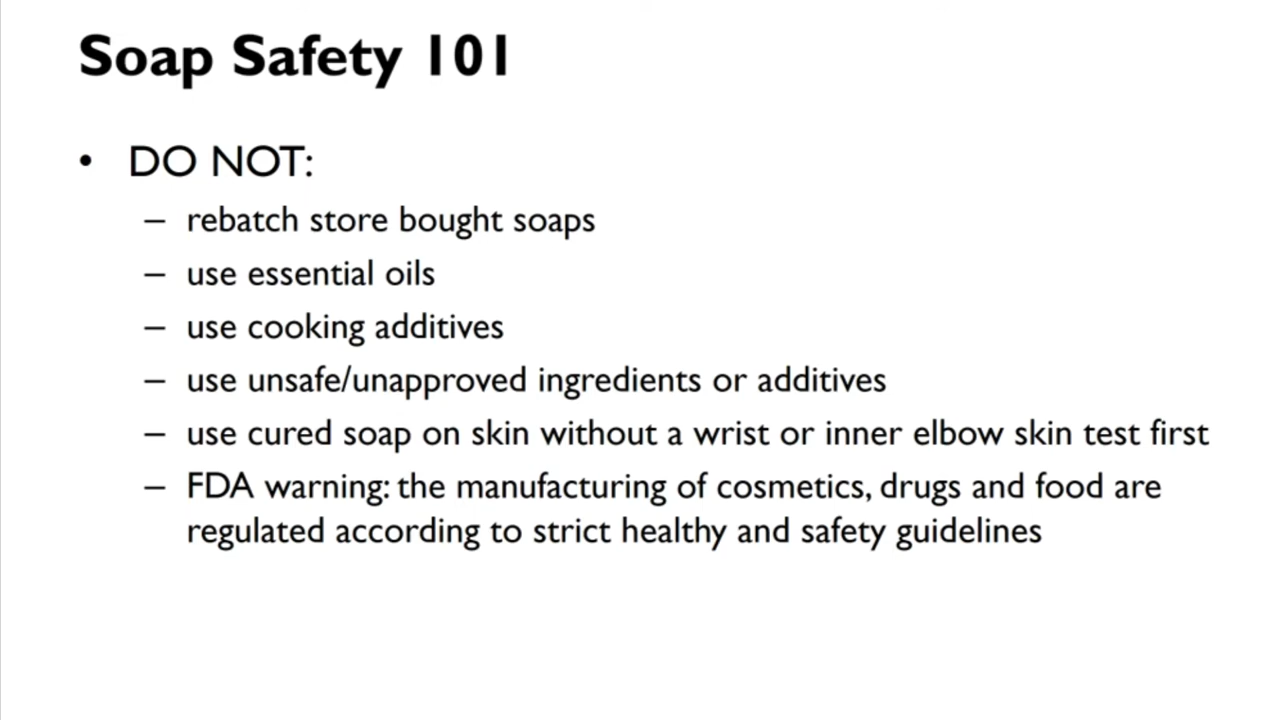 Soap Safety 101
• DO NOT:
– rebatch store bought soaps
– use essential oils
– use cooking additives
– use unsafe/unapproved ingredients or additives
– use cured soap on skin without a wrist or inner elbow skin test first
– FDA warning: the manufacturing of cosmetics, drugs and food are
regulated according to strict healthy and safety guidelines